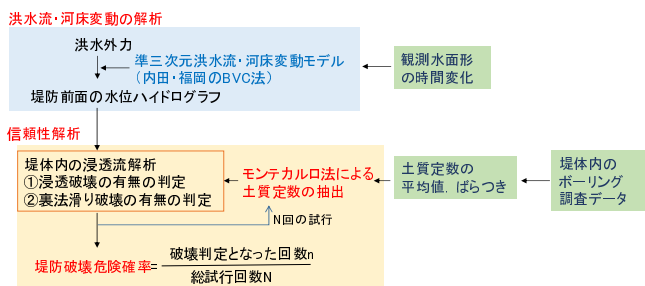 洪水流・河床変動の解析
洪水外力
準三次元洪水流・河床変動モデル
（内田・福岡のBVC法）
観測水面形
の時間変化
堤防前面の水位ハイドログラフ
信頼性解析
堤体内の浸透流解析
①浸透破壊の有無の判定
②裏法滑り破壊の有無の判定
モンテカルロ法による
土質定数の抽出
土質定数の
平均値，ばらつき
堤体内の
ボーリング
調査データ
N回の試行
堤防破壊危険確率=
破壊判定となった回数n
総試行回数N